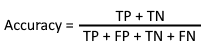 Accuracy = TP + TN
TP + FP + TN + FN